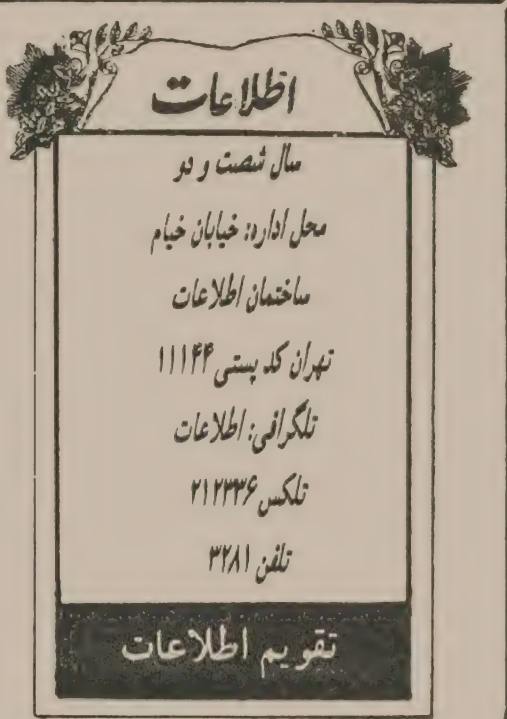 اطلاعات
سال شصت و دو
محل اداره: خیابان خیام
ساختمان اطلاعات
تهران کد پستی ۱۱۱۴۴
تلگرافی: اطلاعات
تلکس ۲۱۲۳۳۶
تلفن ۳۲۸۱
تقویم اطلاعات